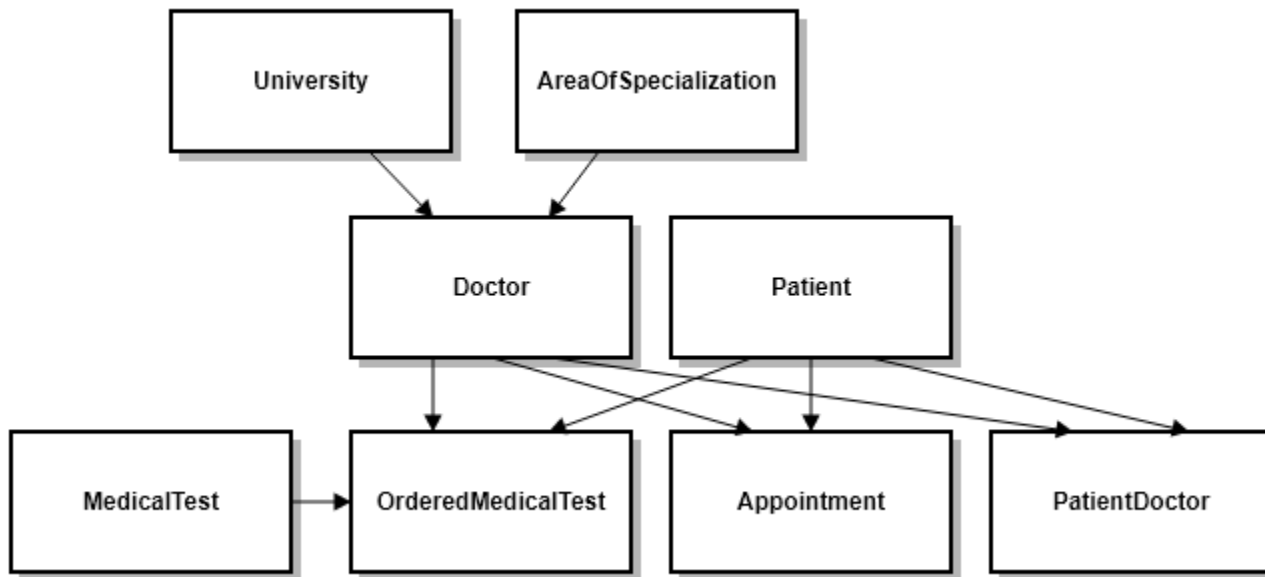 University
AreaOfSpecialization
Doctor
Patient
MedicalTest
OrderedMedicalTest
Appointment
PatientDoctor